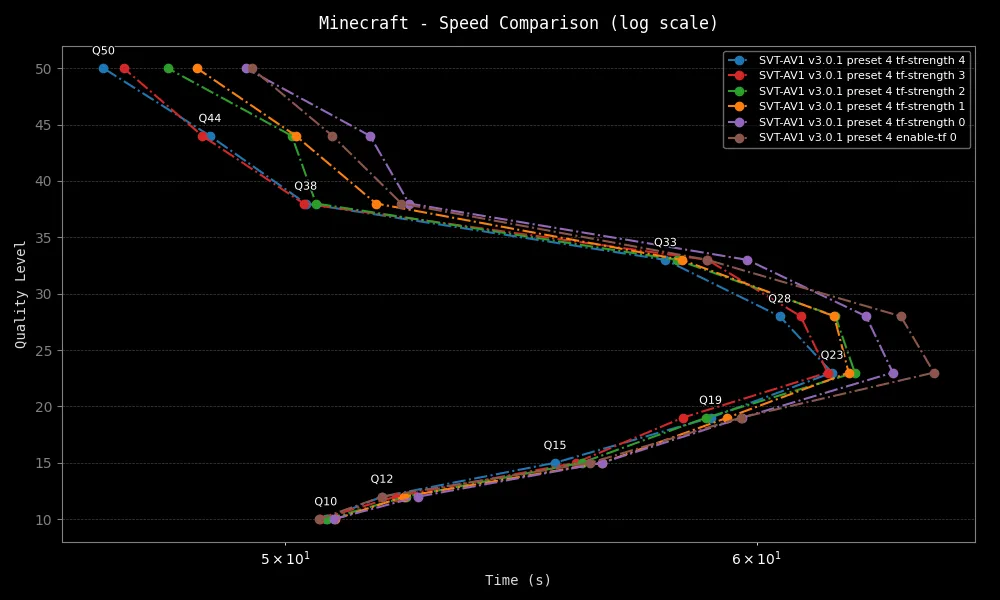 Minecraft - Speed Comparison (log scale)
SVT-AV1 v3.0.1 preset 4 tf-strength 4
SVT-AV1 v3.0.1 preset 4 tf-strength 3
SVT-AV1 v3.0.1 preset 4 tf-strength 2
SVT-AV1 v3.0.1 preset 4 tf-strength 1
SVT-AV1 v3.0.1 preset 4 tf-strength 0
SVT-AV1 v3.0.1 preset 4 enable-tf 0
Quality Level
50
45
40
35
30
25
20
15
10
Q50
Q44
Q38
Q33
Q28
Q23
Q19
Q15
Q12
Q10
5 × 10¹
6 × 10¹
Time (s)